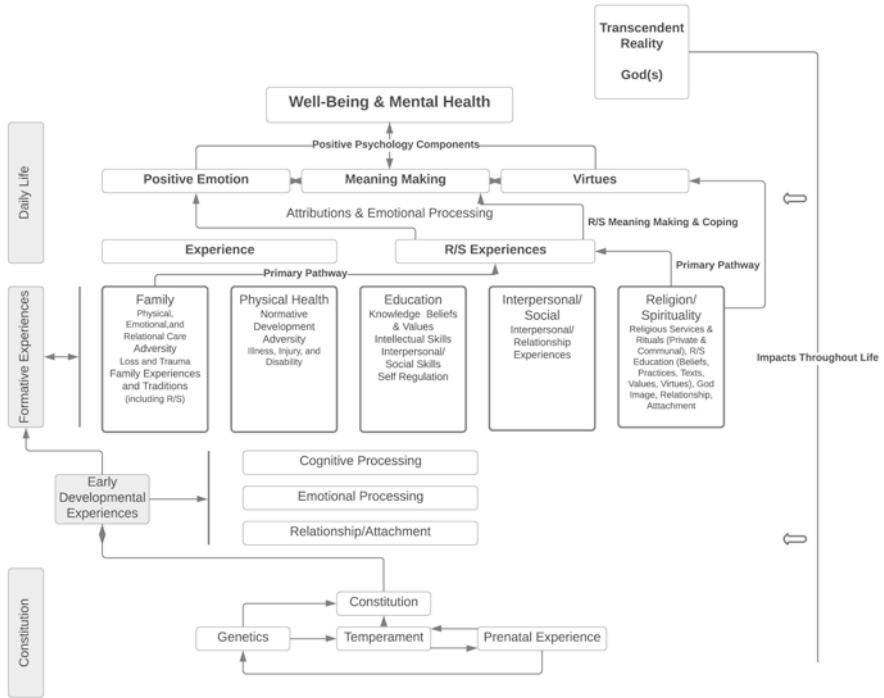 Transcendent
Reality
God(s)
Well-Being & Mental Health
Positive Psychology Components
Daily Life
Positive Emotion
Meaning Making
Virtues
Attributions & Emotional Processing
R/S Meaning Making & Coping
Experience
R/S Experiences
Primary Pathway
Primary Pathway
Formative Experiences
Family
Physical,
Emotional,and
Relational Care
Adversity
Loss and Trauma
Family Experiences
and Traditions
(including R/S)
Physical Health
Normative
Development
Adversity
Illness, Injury, and
Disability
Education
Knowledge Beliefs
& Values
Intellectual Skills
Interpersonal/
Social Skills
Self Regulation
Interpersonal/
Social
Interpersonal/
Relationship
Experiences
Religion/
Spirituality
Religious Services &
Rituals (Private &
Communal), R/S
Education (Beliefs,
Practices, Texts,
Values, Virtues), God
Image, Relationship,
Attachment
Impacts Throughout Life
Early
Developmental
Experiences
Cognitive Processing
Emotional Processing
Relationship/Attachment
Constitution
Constitution
Genetics
Temperament
Prenatal Experience